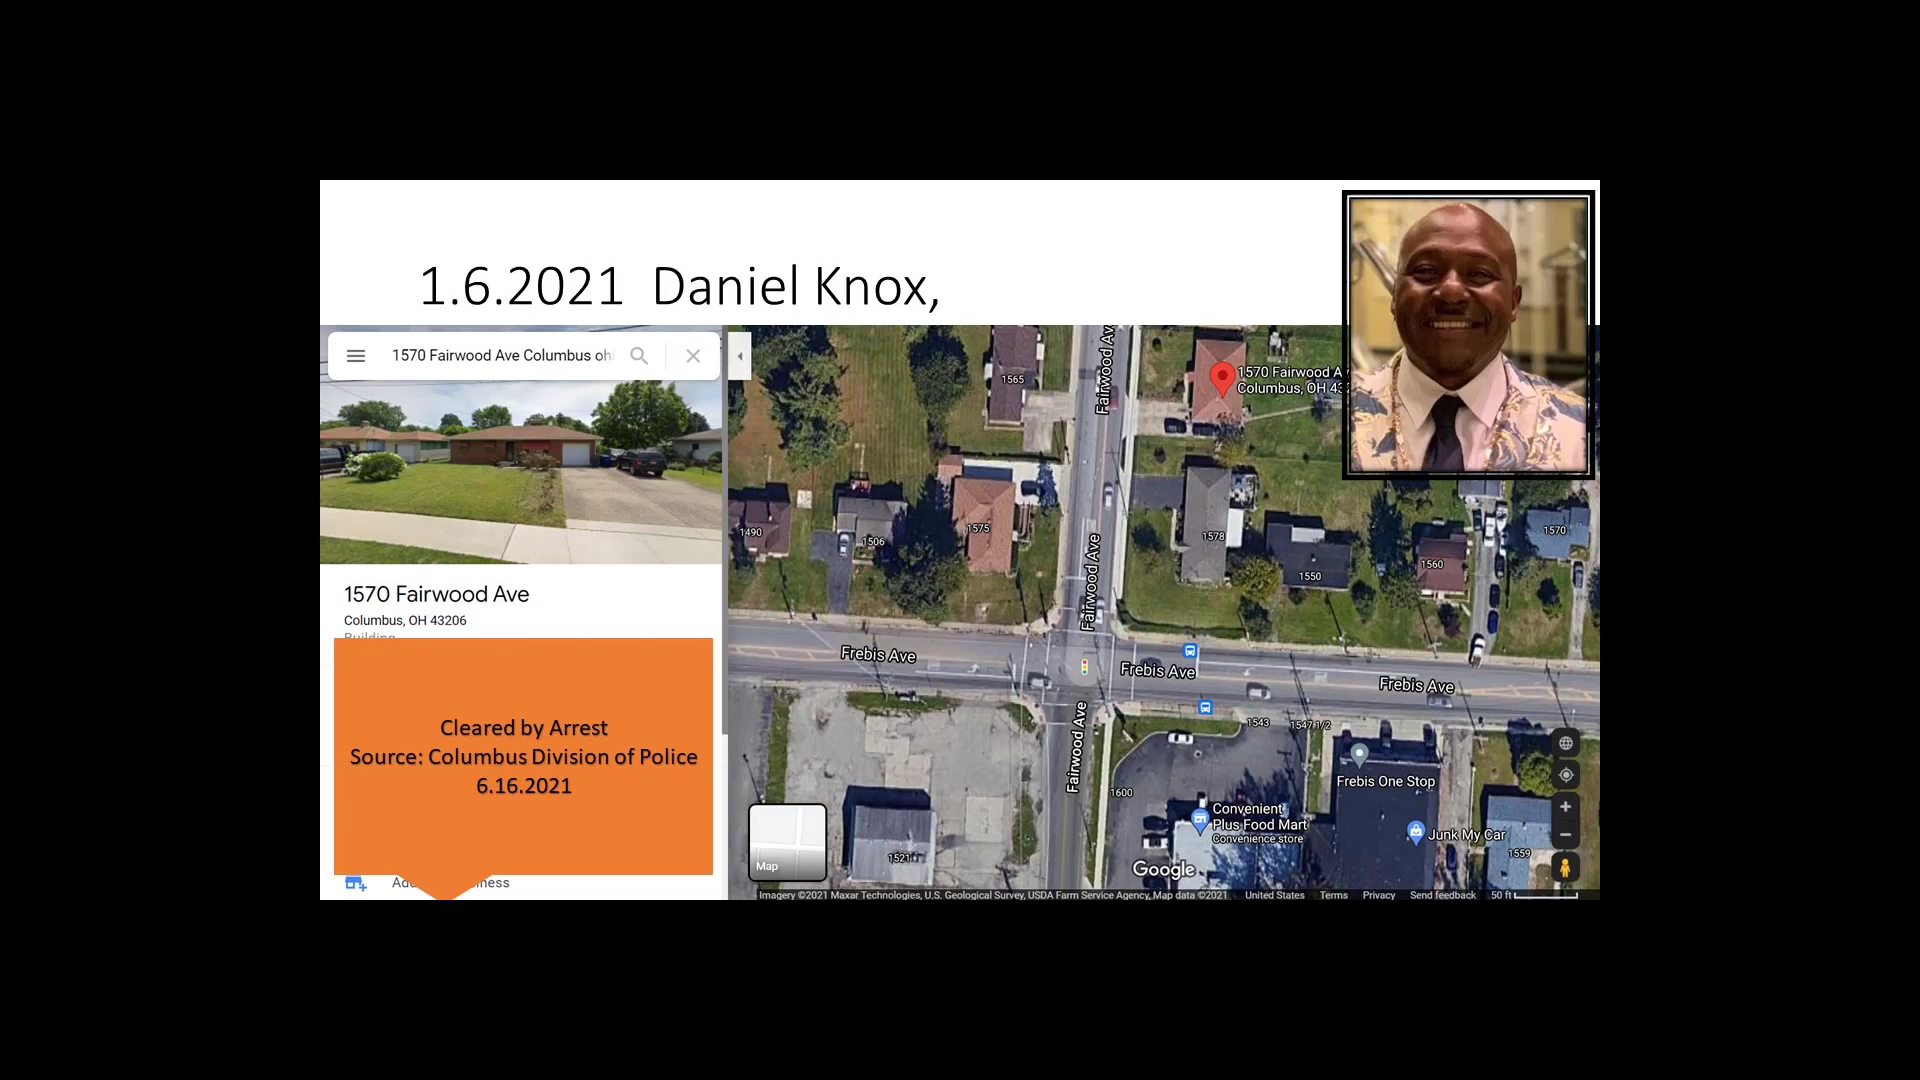 1.6.2021 Daniel Knox,
1570 Fairwood Ave Columbus oh
1570 Fairwood Ave
Columbus, OH 43206
Building
Cleared by Arrest
Source: Columbus Division of Police
6.16.2021
Fairwood Av
1565
1570 Fairwood A
Columbus, OH 432
1490
1506
1575
Fairwood Ave
1578
1550
1560
1570
Frebis Ave
Frebis Ave
Frebis Ave
Fairwood Ave
1543
1547 1/2
1600
Frebis One Stop
Convenient
Plus Food Mart
Convenience store
Junk My Car
1559
1521
Map
Google
Imagery ©2021 Maxar Technologies, U.S. Geological Survey, USDA Farm Service Agency, Map data ©2021 United States Terms Privacy Send feedback 50 ft